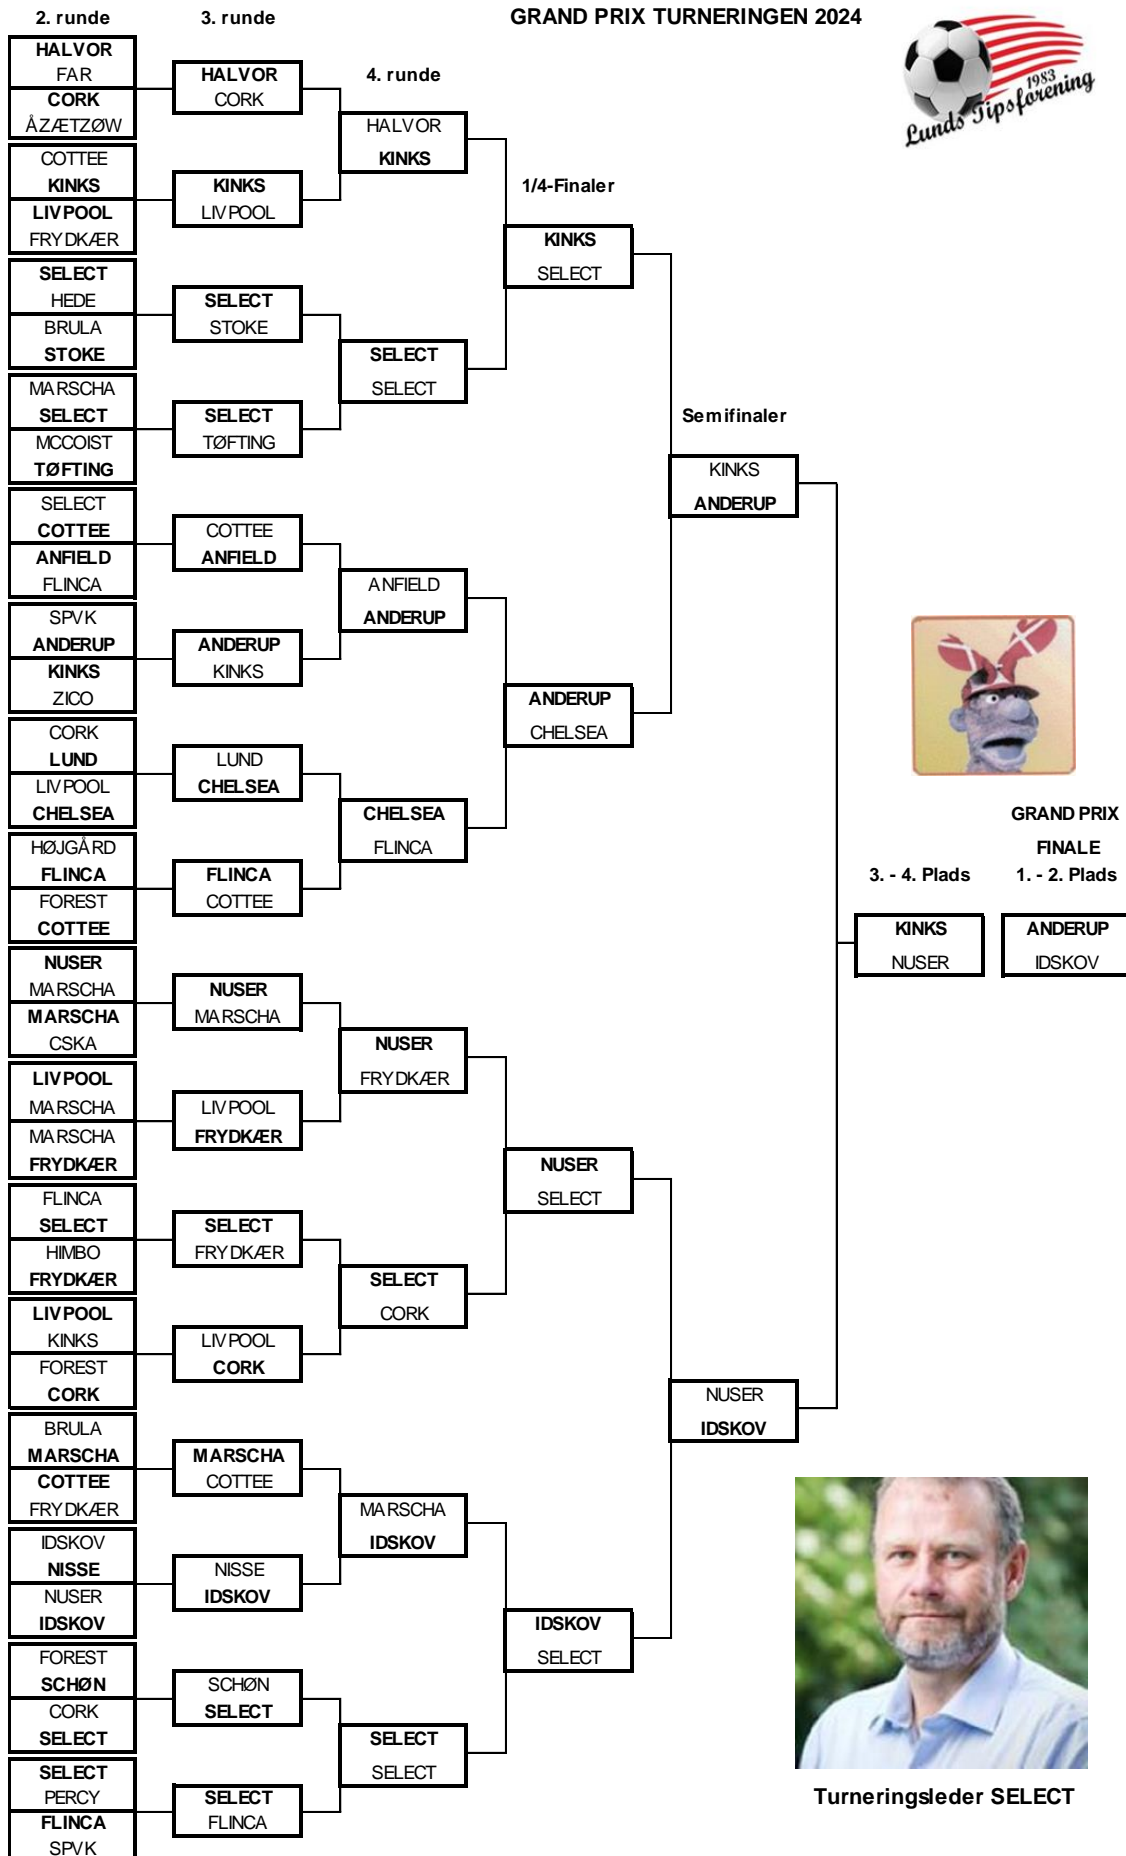 2. runde
3. runde
GRAND PRIX TURNERINGEN 2024
1983
Lunds Tipsforening
HALVOR
FAR
CORK
ÅZÆTZØW
COTTEE
KINKS
LIVPOOL
FRYDKÆR
SELECT
HEDE
BRULA
STOKE
MARSCHA
SELECT
MCCOIST
TØFTING
SELECT
COTTEE
ANFIELD
FLINCA
SPVK
ANDERUP
KINKS
ZICO
CORK
LUND
LIVPOOL
CHELSEA
HØJGÅRD
FLINCA
FOREST
COTTEE
NUSER
MARSCHA
MARSCHA
CSKA
LIVPOOL
MARSCHA
MARSCHA
FRYDKÆR
FLINCA
SELECT
HIMBO
FRYDKÆR
LIVPOOL
KINKS
FOREST
CORK
BRULA
MARSCHA
COTTEE
FRYDKÆR
IDSKOV
NISSE
NUSER
IDSKOV
FOREST
SCHØN
CORK
SELECT
SELECT
PERCY
FLINCA
SPVK
HALVOR
CORK
KINKS
LIVPOOL
SELECT
STOKE
SELECT
TØFTING
COTTEE
ANFIELD
ANDERUP
KINKS
LUND
CHELSEA
FLINCA
COTTEE
NUSER
MARSCHA
LIVPOOL
FRYDKÆR
SELECT
FRYDKÆR
LIVPOOL
CORK
MARSCHA
COTTEE
NISSE
IDSKOV
SCHØN
SELECT
SELECT
FLINCA
4. runde
HALVOR
KINKS
SELECT
SELECT
ANFIELD
ANDERUP
CHELSEA
FLINCA
NUSER
FRYDKÆR
SELECT
CORK
MARSCHA
IDSKOV
SELECT
SELECT
1/4-Finaler
KINKS
SELECT
ANDERUP
CHELSEA
NUSER
SELECT
IDSKOV
SELECT
Semifinaler
KINKS
ANDERUP
NUSER
IDSKOV
3. - 4. Plads
KINKS
NUSER
GRAND PRIX
FINALE
1. - 2. Plads
ANDERUP
IDSKOV
Turneringsleder SELECT